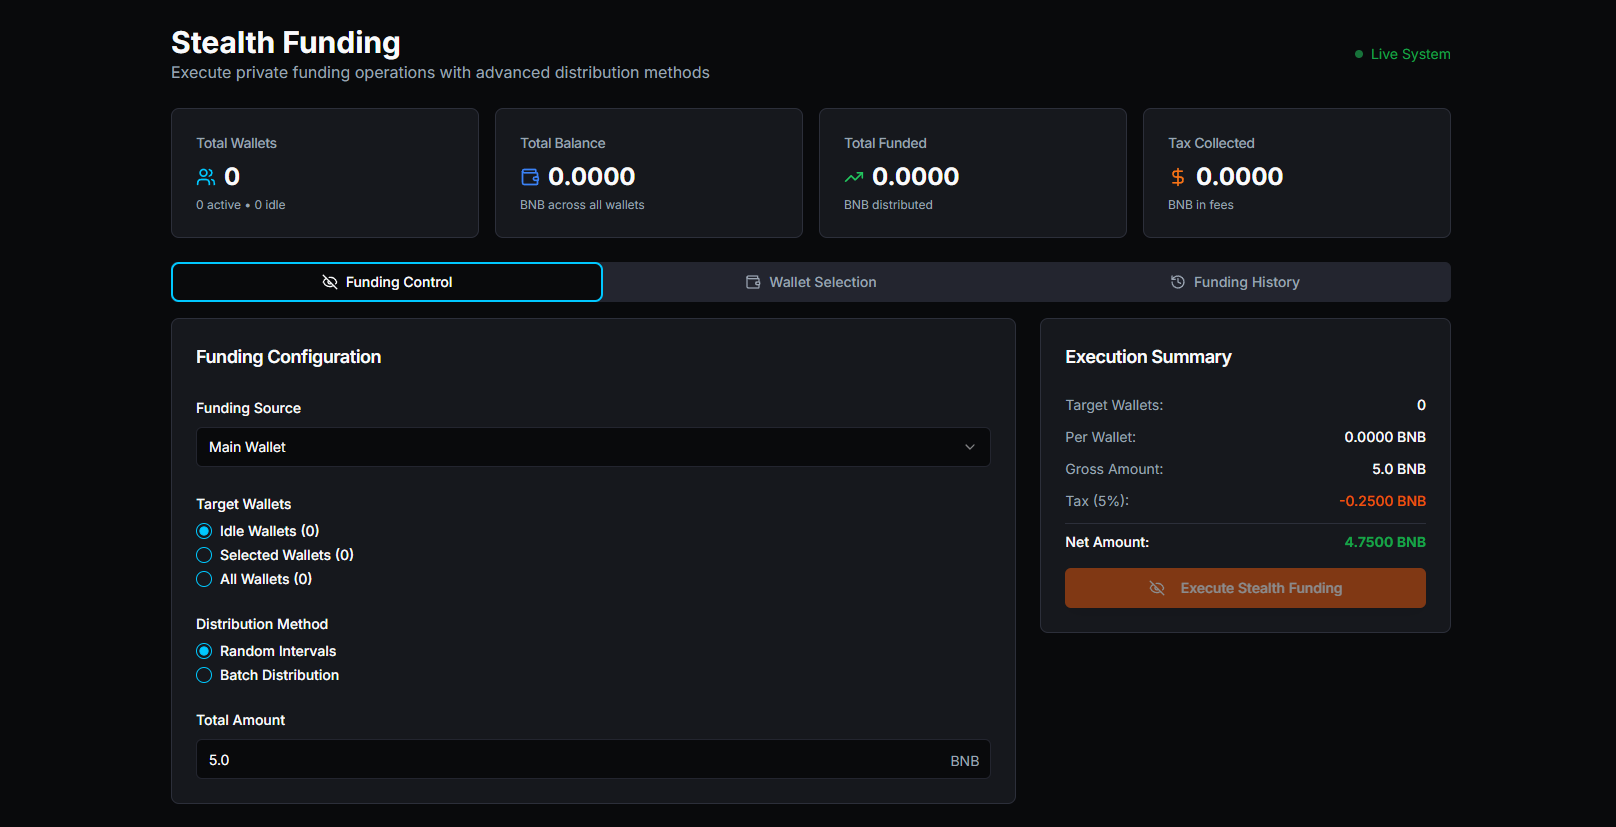 Stealth Funding
Execute private funding operations with advanced distribution methods
Live System
Total Wallets
0
0 active • 0 idle
Total Balance
0.0000
BNB across all wallets
Total Funded
0.0000
BNB distributed
Tax Collected
0.0000
BNB in fees
Funding Control
Wallet Selection
Funding History
Funding Configuration
Funding Source
Main Wallet
Target Wallets
Idle Wallets (0)
Selected Wallets (0)
All Wallets (0)
Distribution Method
Random Intervals
Batch Distribution
Total Amount
5.0 BNB
Execution Summary
Target Wallets: 0
Per Wallet: 0.0000 BNB
Gross Amount: 5.0 BNB
Tax (5%): -0.2500 BNB
Net Amount: 4.7500 BNB
Execute Stealth Funding